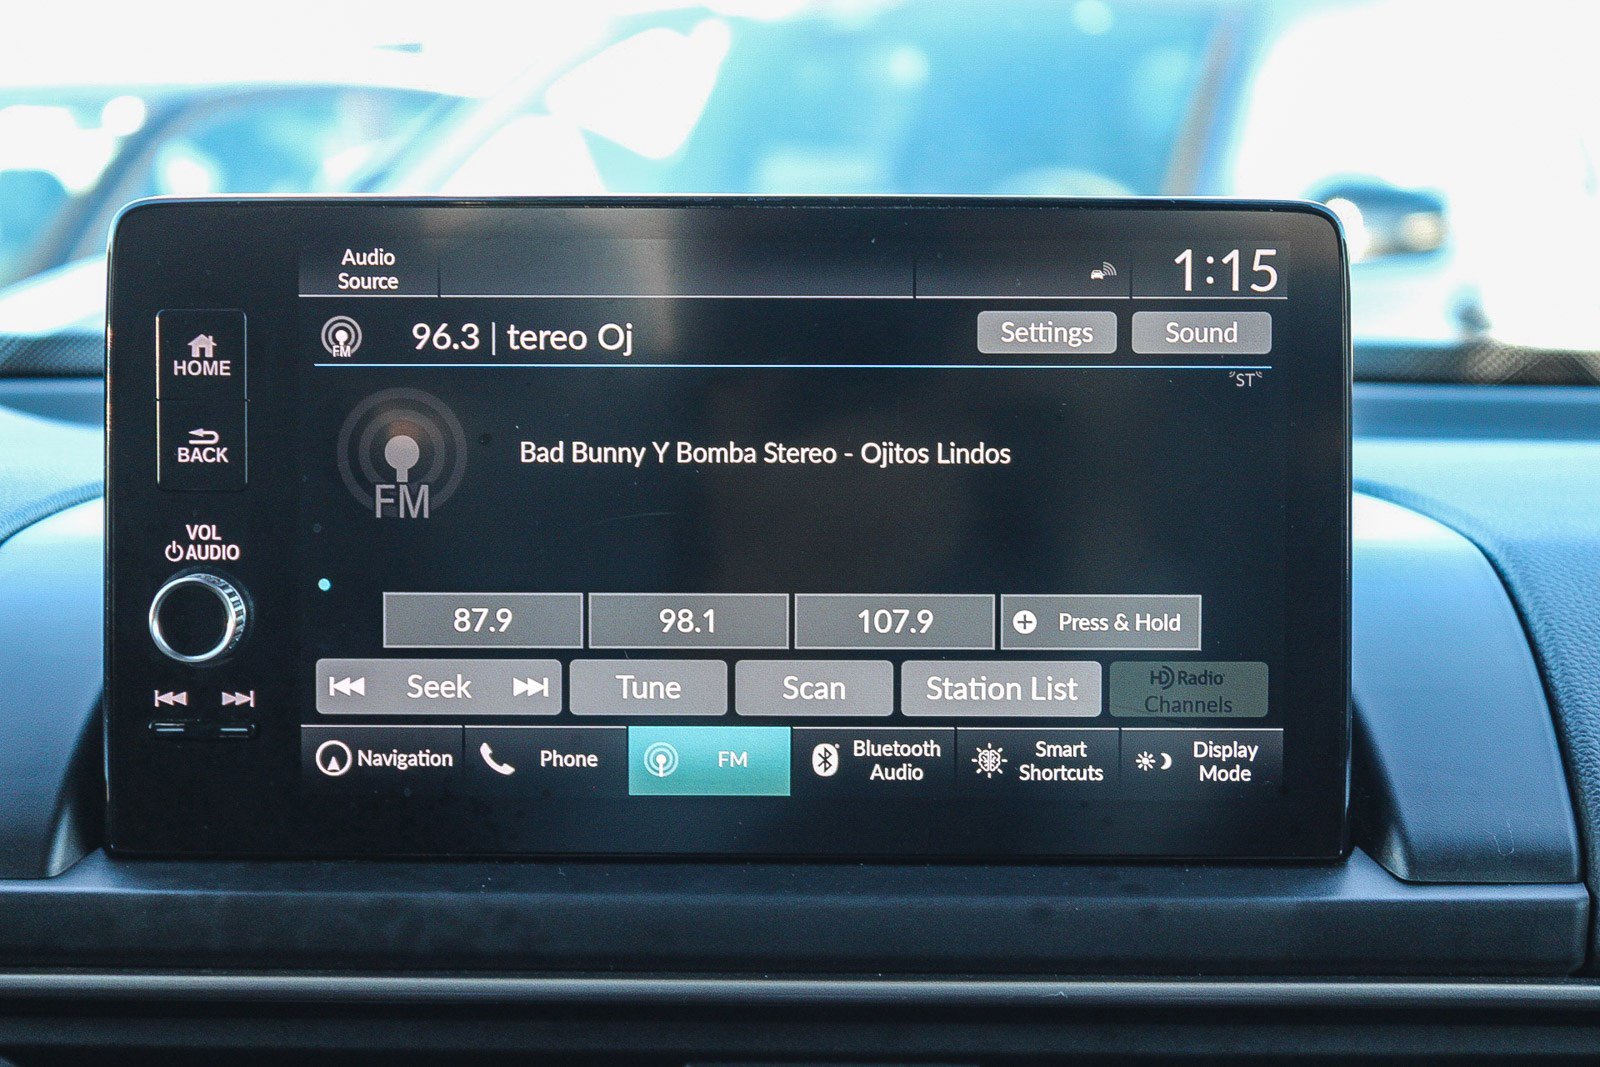 Audio
Source
1:15
HOME
BACK
VOL
AUDIO
FM
96.3 | tereo Oj
Settings
Sound
"ST"
FM
Bad Bunny Y Bomba Stereo - Ojitos Lindos
87.9
98.1
107.9
Press & Hold
Seek
Tune
Scan
Station List
HD Radio
Channels
Navigation
Phone
FM
Bluetooth
Audio
Smart
Shortcuts
Display
Mode